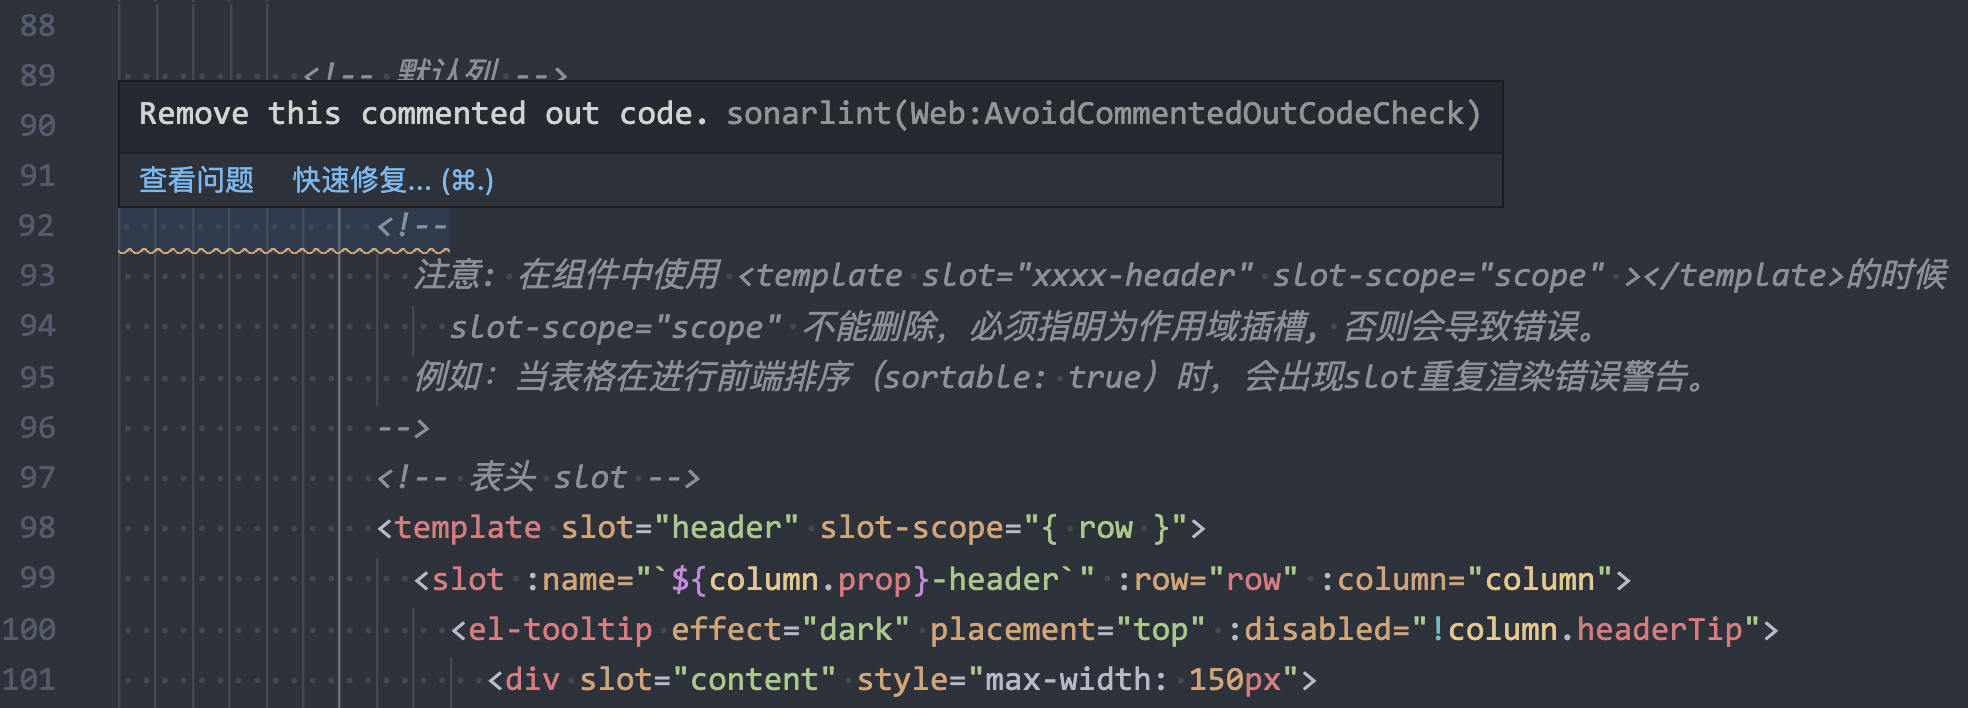 88
89 <!-- 默认列 -->
90
Remove this commented out code. sonarlint(Web:AvoidCommentedOutCodeCheck)
91
查看问题 快速修复... (⌘.)
92 <!--
93 注意: 在组件中使用 <template slot="xxxx-header" slot-scope="scope" ></template>的时候
94 slot-scope="scope" 不能删除, 必须指明为作用域插槽, 否则会导致错误。
95 例如: 当表格在进行前端排序（sortable: true）时, 会出现slot重复渲染错误警告。
96 -->
97 <!-- 表头 slot -->
98 <template slot="header" slot-scope="{ row }">
99 <slot :name="`${column.prop}-header`" :row="row" :column="column">
100 <el-tooltip effect="dark" placement="top" :disabled="!column.headerTip">
101 <div slot="content" style="max-width: 150px">